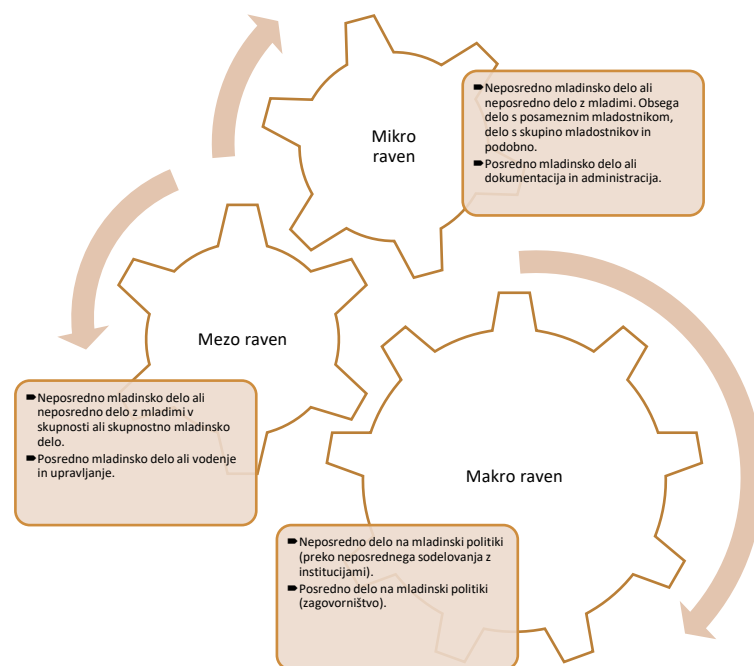 Mikro
raven
Neposredno mladinsko delo ali
neposredno delo z mladimi. Obsega
delo s posameznim mladostnikom,
delo s skupino mladostnikov in
podobno.
Posredno mladinsko delo ali
dokumentacija in administracija.
Mezo raven
Neposredno mladinsko delo ali
neposredno delo z mladimi v
skupnosti ali skupnostno mladinsko
delo.
Posredno mladinsko delo ali vodenje
in upravljanje.
Makro raven
Neposredno delo na mladinski politiki
(preko neposrednega sodelovanja z
institucijami).
Posredno delo na mladinski politiki
(zagovorništvo).